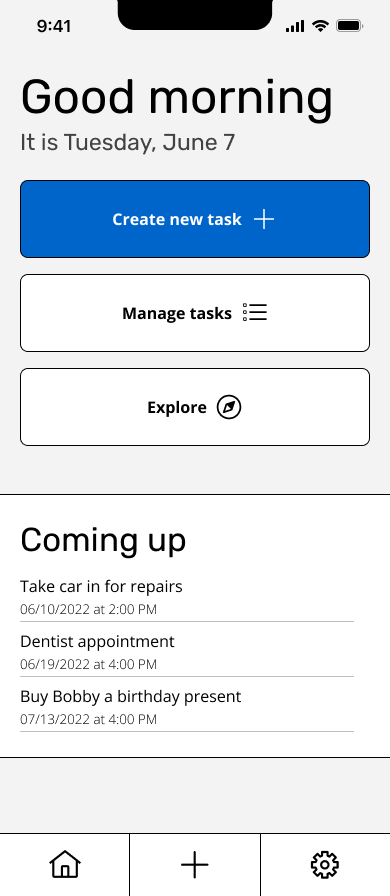 9:41
Good morning
It is Tuesday, June 7
Create new task
Manage tasks
Explore
Coming up
Take car in for repairs
06/10/2022 at 2:00 PM
Dentist appointment
06/19/2022 at 4:00 PM
Buy Bobby a birthday present
07/13/2022 at 4:00 PM